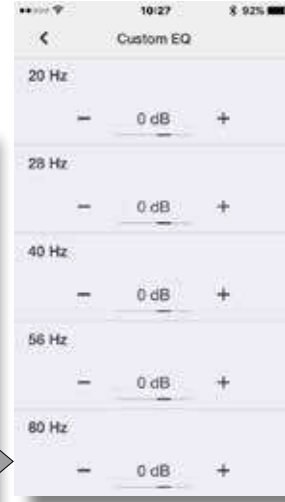 10:27 92%
Custom EQ
20 Hz
− 0 dB +
28 Hz
− 0 dB +
40 Hz
− 0 dB +
56 Hz
− 0 dB +
80 Hz
− 0 dB +